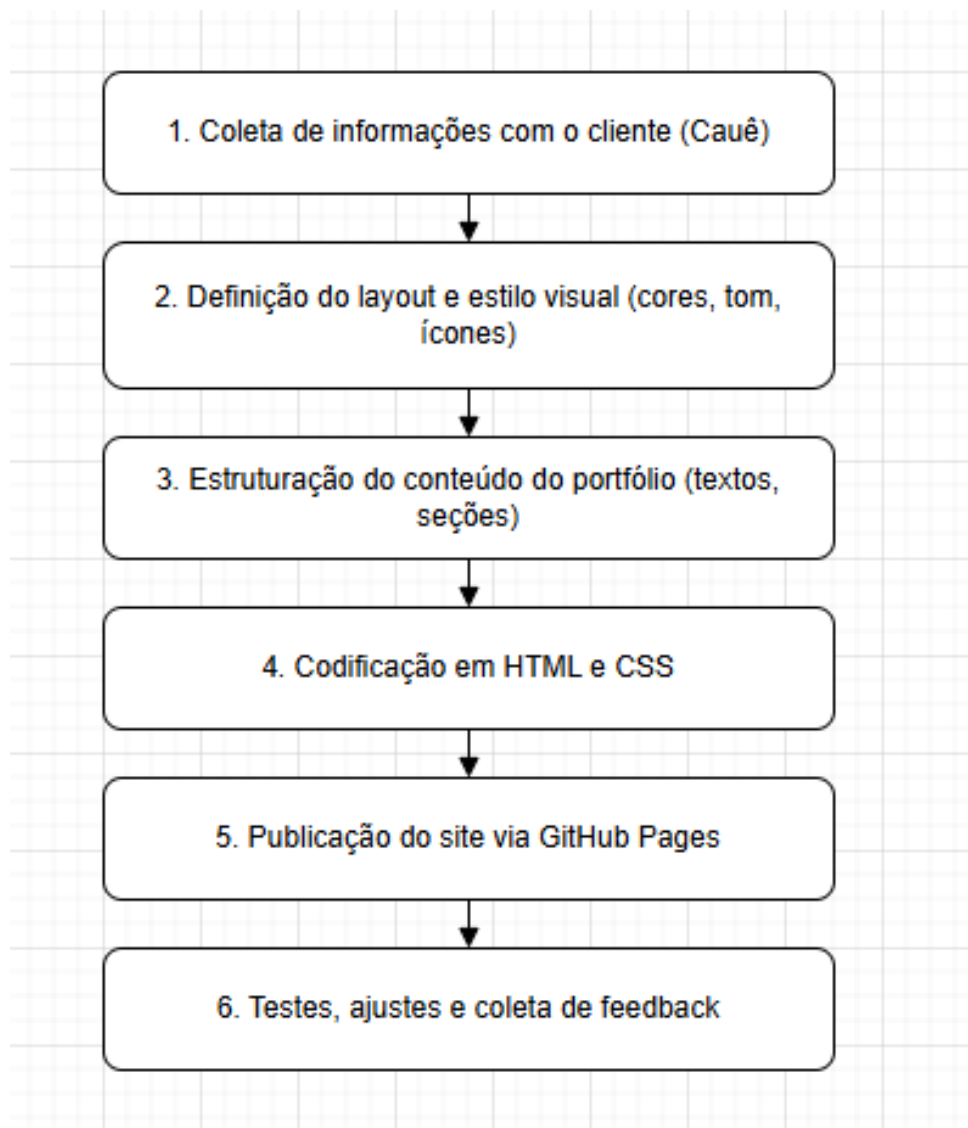 1. Coleta de informações com o cliente (Cauê)
2. Definição do layout e estilo visual (cores, tom,
ícones)
3. Estruturação do conteúdo do portfólio (textos,
seções)
4. Codificação em HTML e CSS
5. Publicação do site via GitHub Pages
6. Testes, ajustes e coleta de feedback